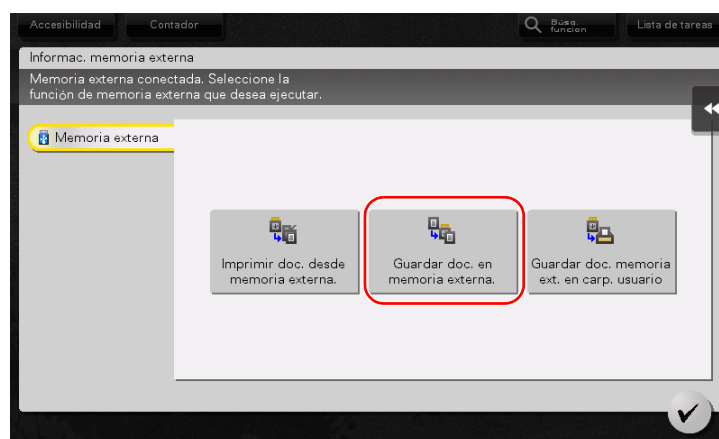 Accesibilidad
Contador
Búsq.
función
Lista de tareas
Informac. memoria externa
Memoria externa conectada. Seleccione la
función de memoria externa que desea ejecutar.
Memoria externa
Imprimir doc. desde
memoria externa.
Guardar doc. en
memoria externa.
Guardar doc. memoria
ext. en carp. usuario